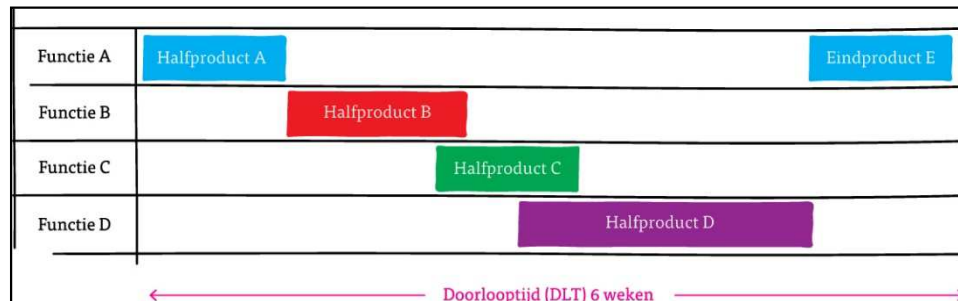 Functie A Halfproduct A Eindproduct E
Functie B Halfproduct B
Functie C Halfproduct C
Functie D Halfproduct D
Doorlooptijd (DLT) 6 weken